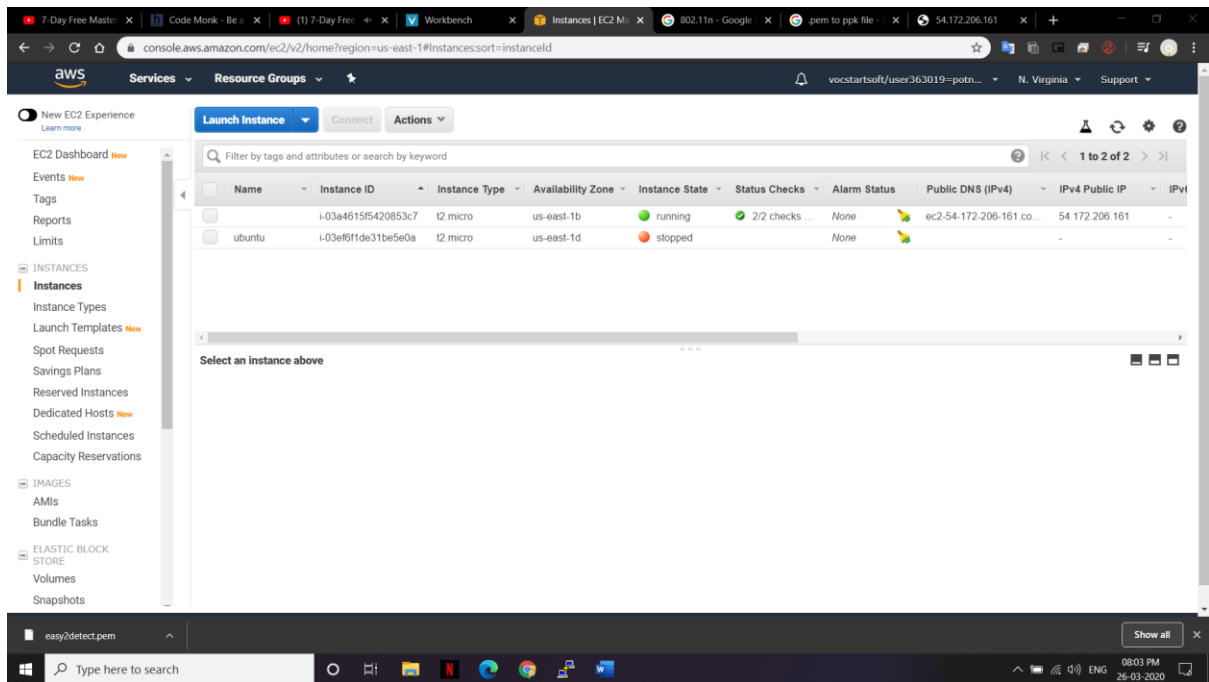 7-Day Free Master
Code Monk - Be a
(1) 7-Day Free
Workbench
Instances | EC2 Ma
802.11n - Google
.pem to ppk file -
54.172.206.161
console.aws.amazon.com/ec2/v2/home?region=us-east-1#Instances:sort=instanceId
aws Services Resource Groups vocstartsoft/user363019=potn... N. Virginia Support
New EC2 Experience
Learn more
EC2 Dashboard New
Events New
Tags
Reports
Limits
INSTANCES
Instances
Instance Types
Launch Templates New
Spot Requests
Savings Plans
Reserved Instances
Dedicated Hosts New
Scheduled Instances
Capacity Reservations
IMAGES
AMIs
Bundle Tasks
ELASTIC BLOCK
STORE
Volumes
Snapshots
Launch Instance Connect Actions
Filter by tags and attributes or search by keyword 1 to 2 of 2
Name Instance ID Instance Type Availability Zone Instance State Status Checks Alarm Status Public DNS (IPv4) IPv4 Public IP IPv6
i-03a4615f5420853c7 t2.micro us-east-1b running 2/2 checks ... None ec2-54-172-206-161.co... 54.172.206.161 -
ubuntu i-03ef6f1de31be5e0a t2.micro us-east-1d stopped None - -
Select an instance above
easy2detect.pem Show all
Type here to search ENG 08:03 PM
26-03-2020